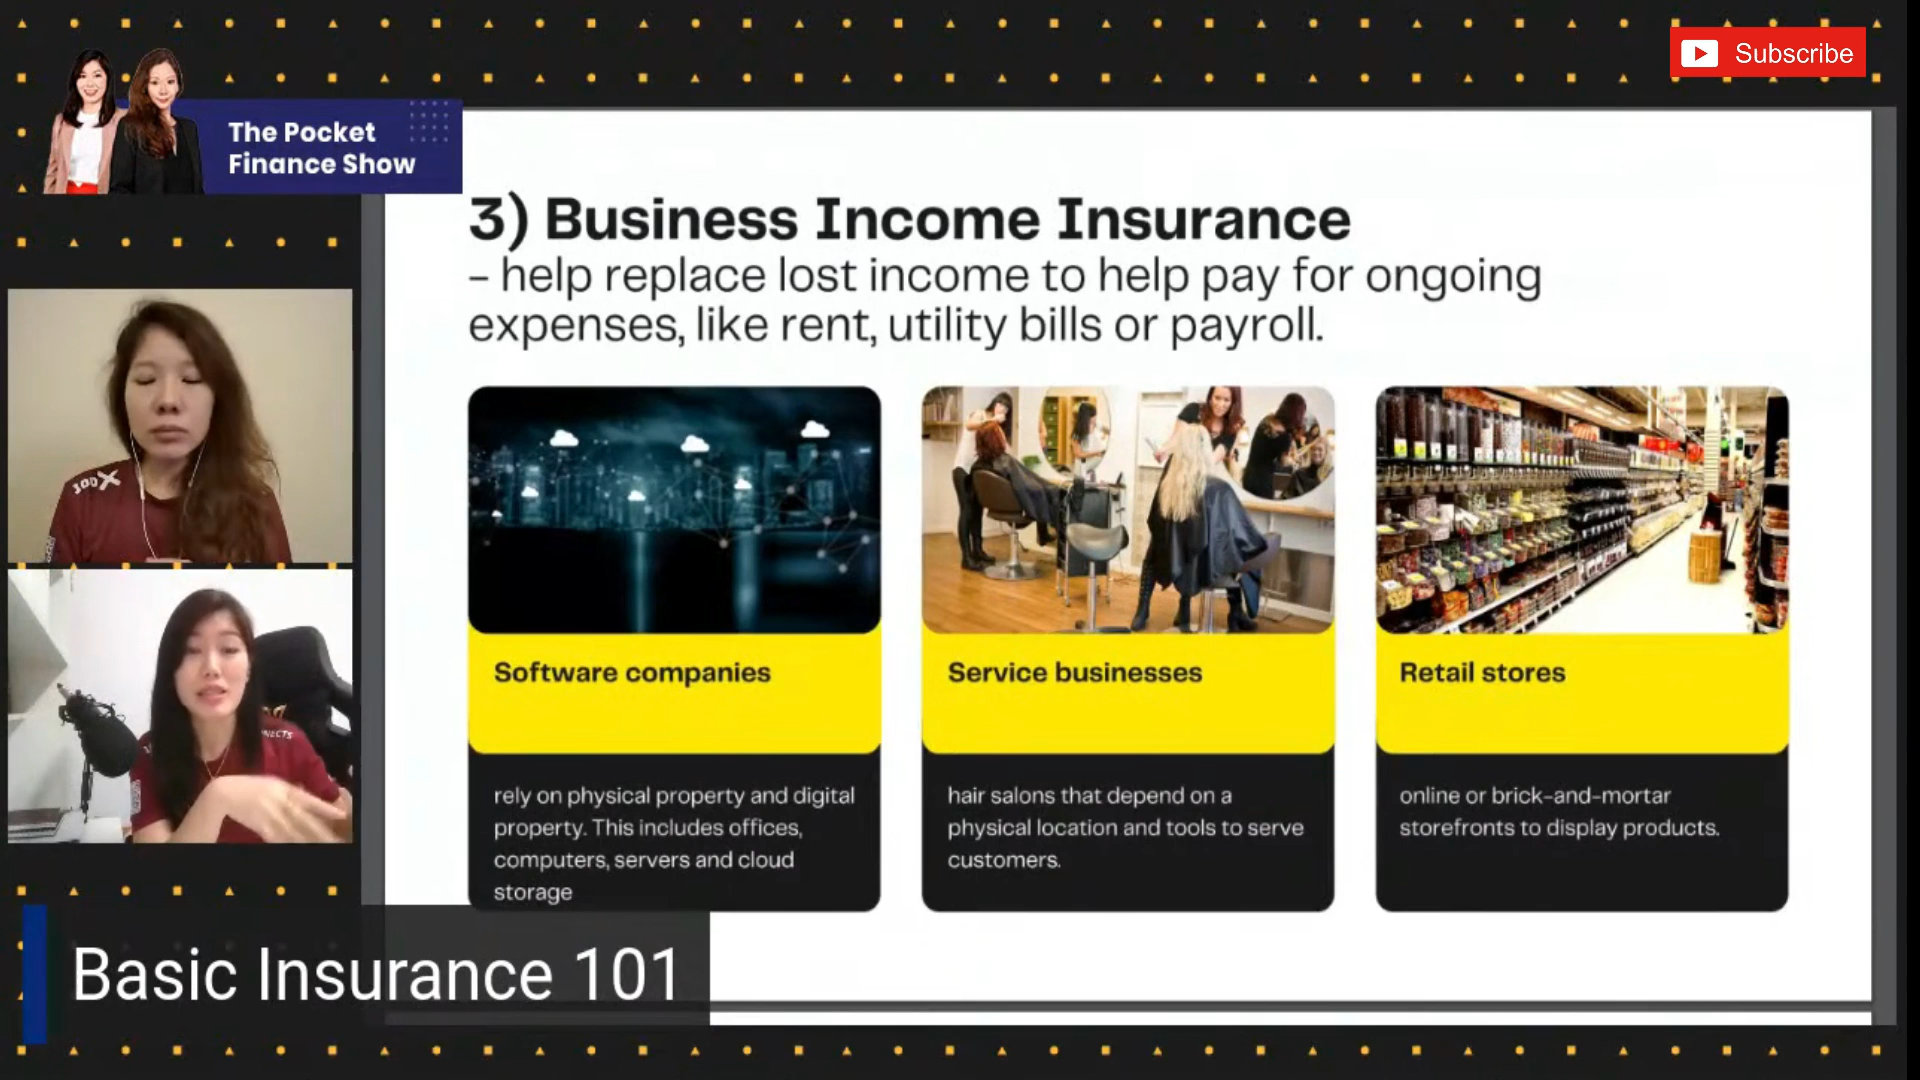 Subscribe
The Pocket
Finance Show
3) Business Income Insurance
– help replace lost income to help pay for ongoing
expenses, like rent, utility bills or payroll.
Software companies
rely on physical property and digital
property. This includes offices,
computers, servers and cloud
storage
Service businesses
hair salons that depend on a
physical location and tools to serve
customers.
Retail stores
online or brick-and-mortar
storefronts to display products.
Basic Insurance 101